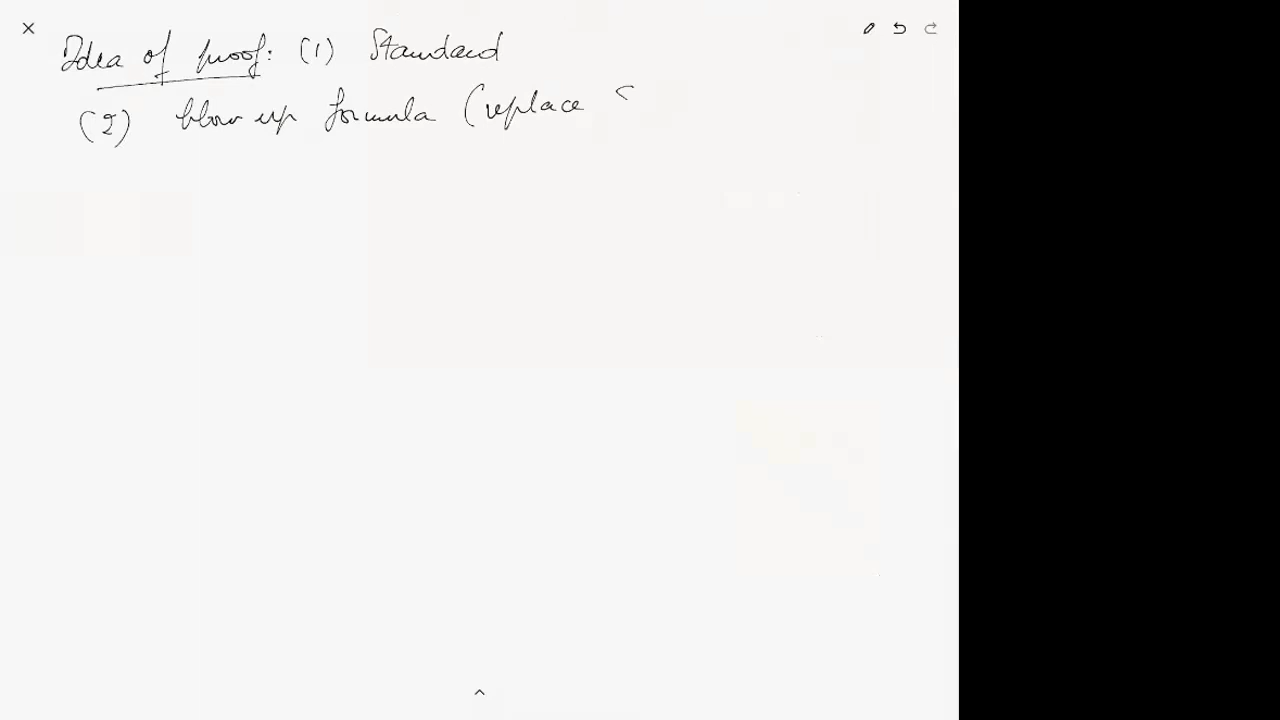 Idea of proof: (1) Standard
(2) blow up formula (replace